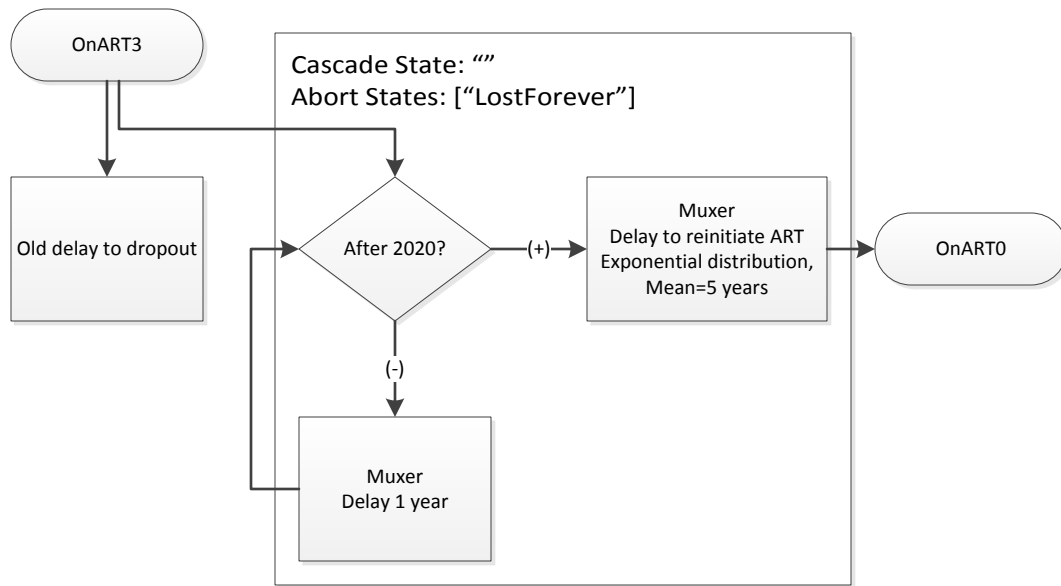 OnART3
Cascade State: “”
Abort States: [“LostForever”]
Old delay to dropout
After 2020?
(+)
Muxer
Delay to reinitiate ART
Exponential distribution,
Mean=5 years
OnART0
(-)
Muxer
Delay 1 year